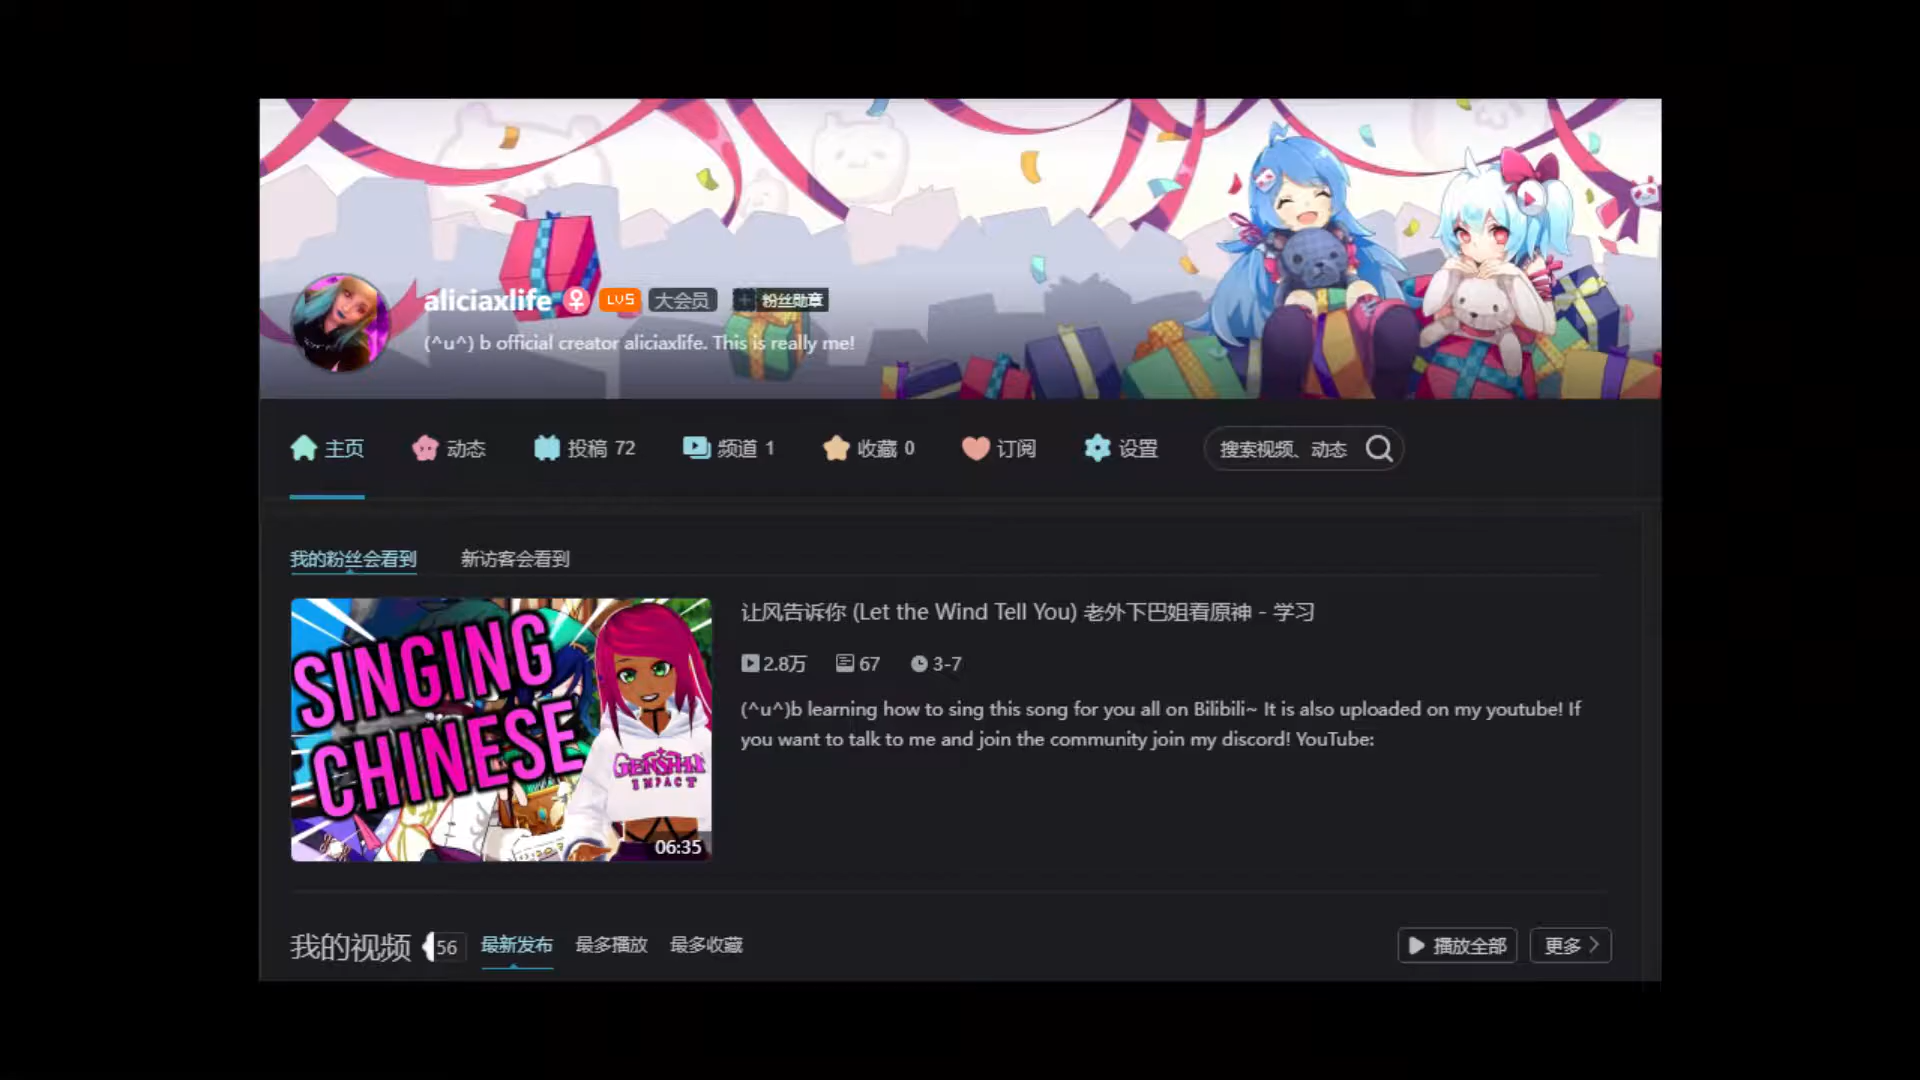 aliciaxlife LV5 大会员 粉丝勋章
(^u^) b official creator aliciaxlife. This is really me!
主页 动态 投稿 72 频道 1 收藏 0 订阅 设置 搜索视频、动态
我的粉丝会看到 新访客会看到
SINGING
CHINESE
GENSHIN
IMPACT
06:35
让风告诉你 (Let the Wind Tell You) 老外下巴姐看原神 - 学习
2.8万 67 3-7
(^u^)b learning how to sing this song for you all on Bilibili~ It is also uploaded on my youtube! If
you want to talk to me and join the community join my discord! YouTube:
我的视频 56 最新发布 最多播放 最多收藏 播放全部 更多